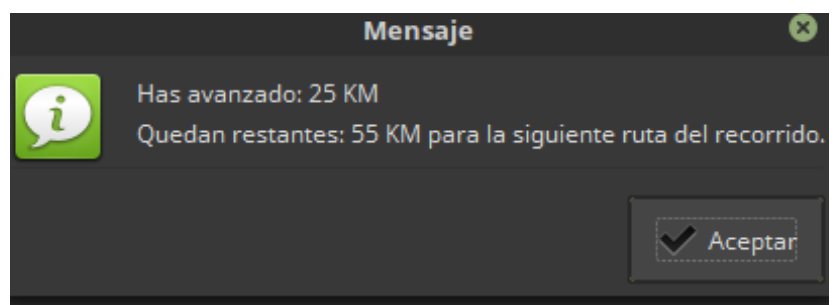 Mensaje
Has avanzado: 25 KM
Quedan restantes: 55 KM para la siguiente ruta del recorrido.
Aceptar